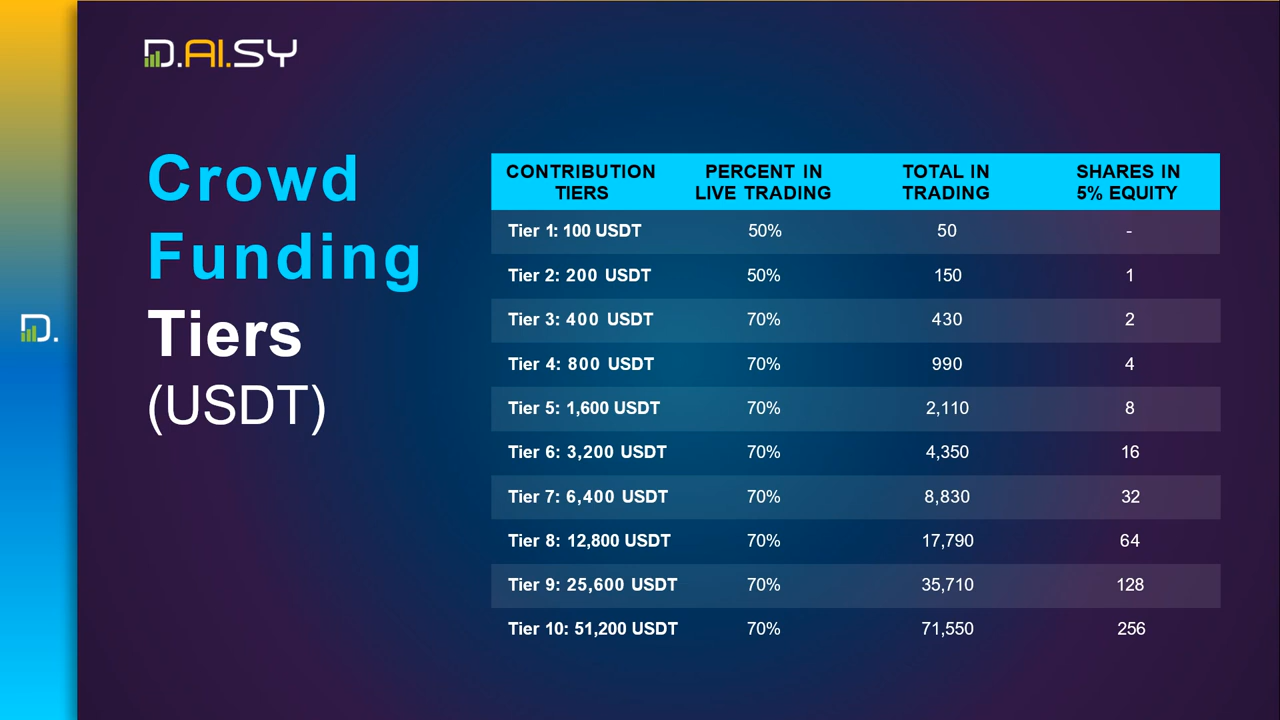 D.AI.SY
Crowd
Funding
Tiers
(USDT)
D.
CONTRIBUTION TIERS PERCENT IN LIVE TRADING TOTAL IN TRADING SHARES IN 5% EQUITY
Tier 1: 100 USDT 50% 50 -
Tier 2: 200 USDT 50% 150 1
Tier 3: 400 USDT 70% 430 2
Tier 4: 800 USDT 70% 990 4
Tier 5: 1,600 USDT 70% 2,110 8
Tier 6: 3,200 USDT 70% 4,350 16
Tier 7: 6,400 USDT 70% 8,830 32
Tier 8: 12,800 USDT 70% 17,790 64
Tier 9: 25,600 USDT 70% 35,710 128
Tier 10: 51,200 USDT 70% 71,550 256